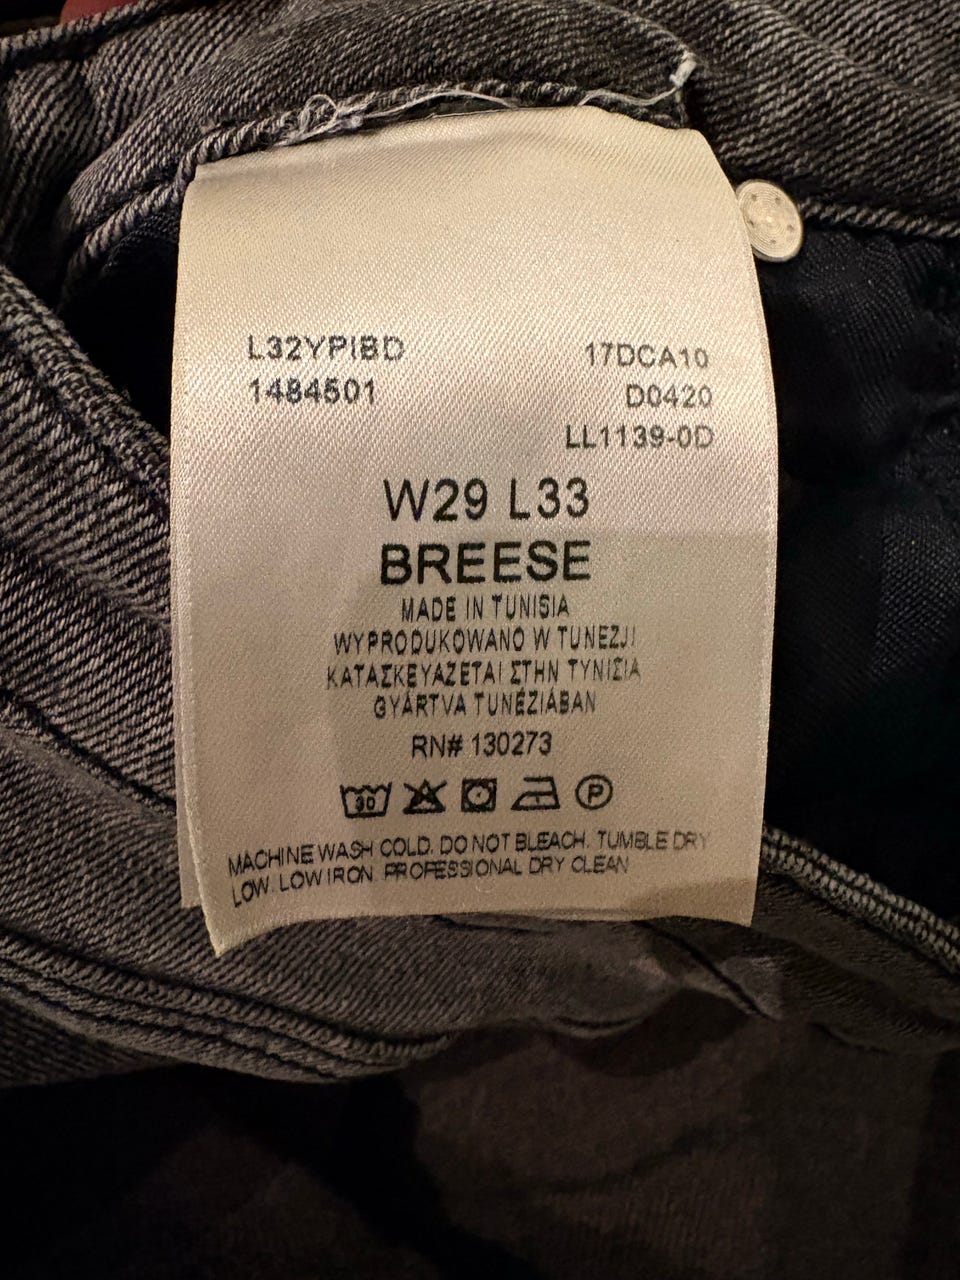 L32YPIBD
1484501
17DCA10
D0420
LL1139-0D
W29 L33
BREESE
MADE IN TUNISIA
WYPRODUKOWANO W TUNEZJI
ΚΑΤΑΣΚΕΥΑΖΕΤΑΙ ΣΤΗΝ ΤΥΝΙΣΙΑ
GYÁRTVA TUNÉZIÁBAN
RN# 130273
30 P
MACHINE WASH COLD. DO NOT BLEACH. TUMBLE DRY
LOW. LOW IRON PROFESSIONAL DRY CLEAN